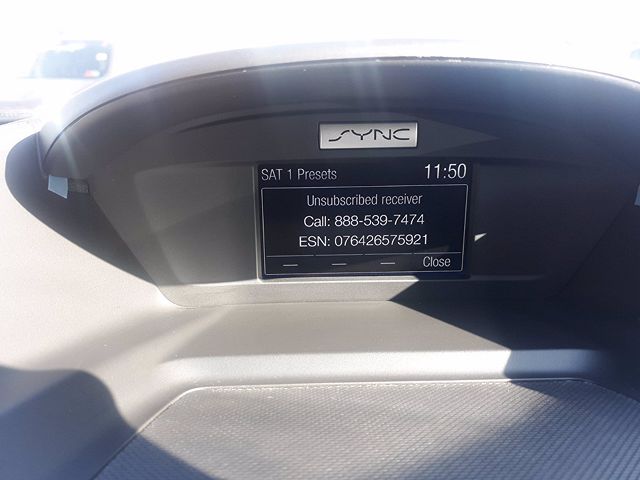 SYNC
SAT 1 Presets 11:50
Unsubscribed receiver
Call: 888-539-7474
ESN: 076426575921
Close